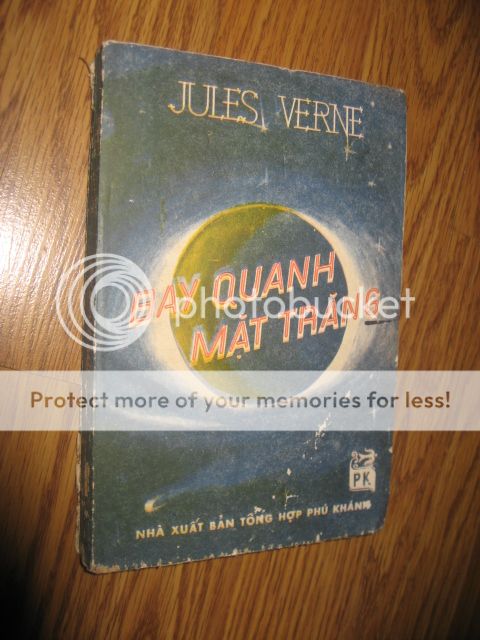 JULES VERNE
BAY QUANH
MẶT TRĂNG
photobucket
Protect more of your memories for less!
PK
NHÀ XUẤT BẢN TỔNG HỢP PHÚ KHÁNH